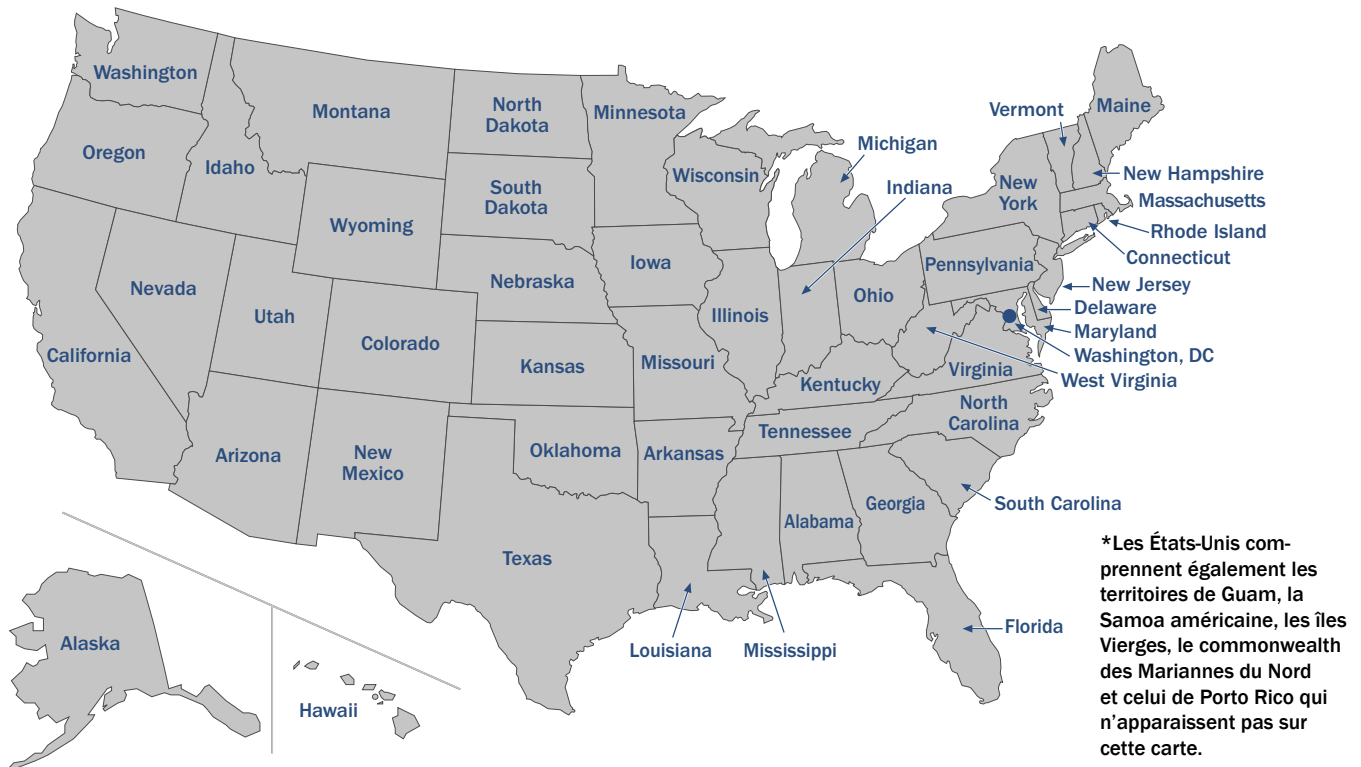 Washington
Montana
North
Dakota
Minnesota
Vermont
Maine
Oregon
Idaho
Wisconsin
Michigan
New Hampshire
South
Dakota
Indiana
New
York
Massachusetts
Wyoming
Rhode Island
Connecticut
Iowa
Pennsylvania
Nebraska
New Jersey
Nevada
Ohio
Delaware
Utah
Illinois
Maryland
Colorado
California
Washington, DC
Kansas
Missouri
Virginia
West Virginia
Kentucky
North
Carolina
Tennessee
Arizona
New
Mexico
Oklahoma
Arkansas
South Carolina
Georgia
Alabama
Texas
Florida
Alaska
Louisiana
Mississippi
Hawaii
*Les États-Unis com-
prennent également les
territoires de Guam, la
Samoa américaine, les îles
Vierges, le commonwealth
des Mariannes du Nord
et celui de Porto Rico qui
n'apparaissent pas sur
cette carte.